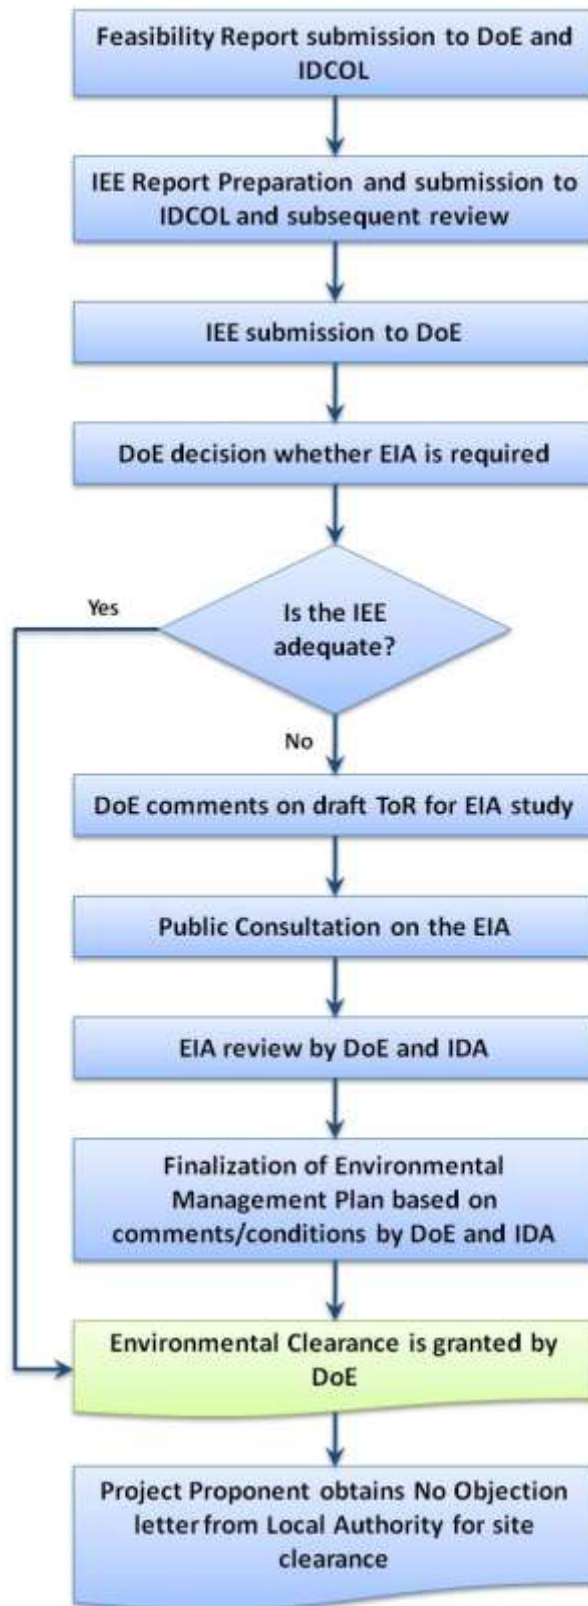 Feasibility Report submission to DoE and
IDCOL
IEE Report Preparation and submission to
IDCOL and subsequent review
IEE submission to DoE
DoE decision whether EIA is required
Yes
Is the IEE
adequate?
No
DoE comments on draft ToR for EIA study
Public Consultation on the EIA
EIA review by DoE and IDA
Finalization of Environmental
Management Plan based on
comments/conditions by DoE and IDA
Environmental Clearance is granted by
DoE
Project Proponent obtains No Objection
letter from Local Authority for site
clearance